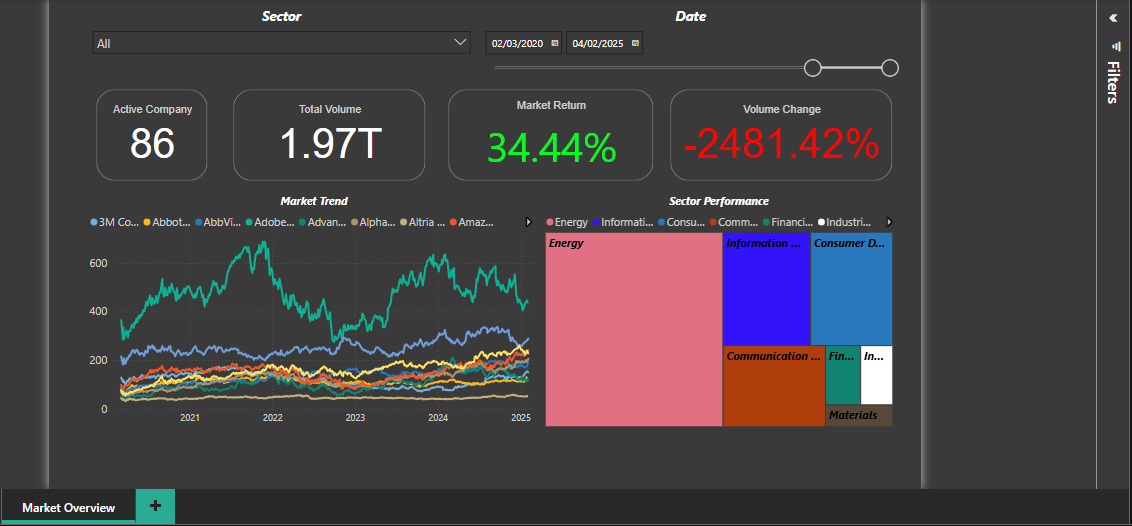 Sector
Date
All
02/03/2020
04/02/2025
Filters
Active Company
86
Total Volume
1.97T
Market Return
34.44%
Volume Change
-2481.42%
Market Trend
3M Co... Abbot... AbbVi... Adobe... Advan... Alpha... Altria ... Amaz...
600
400
200
0
2021 2022 2023 2024 2025
Sector Performance
Energy Informati... Consu... Comm... Financi... Industri...
Energy
Information ...
Consumer D...
Communication ...
Fin...
In...
Materials
Market Overview
+